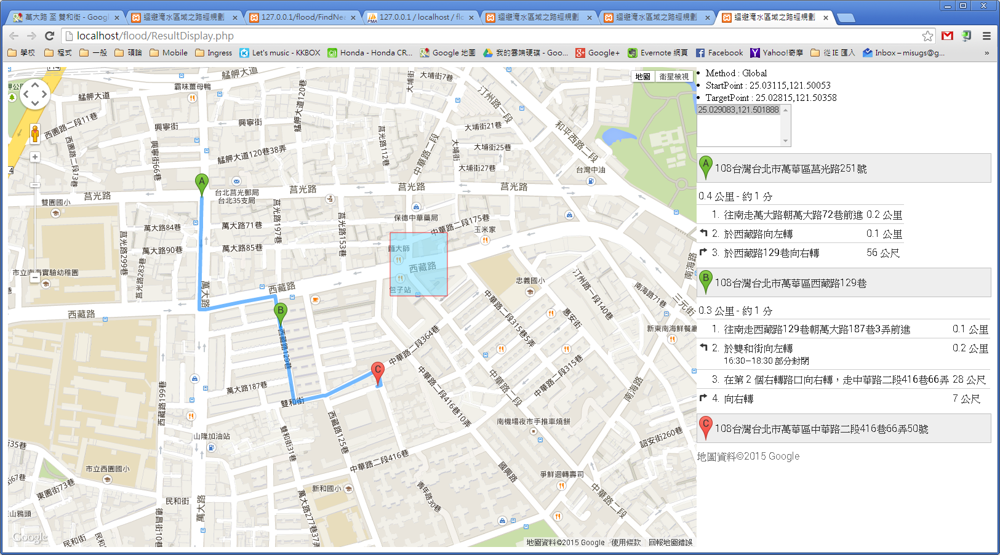 萬大路 至 雙和街 - Googl
迴避淹水區域之路經規劃
127.0.0.1/flood/FindNea
127.0.0.1 / localhost / flo
迴避淹水區域之路經規劃
迴避淹水區域之路經規劃
迴避淹水區域之路經規劃
localhost/flood/ResultDisplay.php
學校 程式 一般 碩論 Mobile Ingress Let's music - KKBOX Honda - Honda CR... Google 地圖 我的雲端硬碟 - Goo... Google+ Evernote 網頁 Facebook Yahoo!奇摩 從 IE 匯入 Inbox – misugs@g... »
地圖 衛星檢視
艋舺大道
大埔街7巷
霸味薑母鴨
艋舺大道
艋舺大道120巷
大埔街
汀州路一段
西園路二段11巷
興寧街
興寧街
大埔街21巷
和平西路二段
西園路二段13巷
興寧街66巷
艋舺大道120巷38弄
莒光路112巷
中華路二段
大埔街
大埔街25巷
大埔街27巷
台灣中油
4
A
莒光路
莒光路
莒光路
台北莒光郵局
台北35支局
雙園國小
莒光路197巷
莒光路153巷
保德中華藥局
中華路二段175巷
萬大路84巷
萬大路71巷
玉米家
莒光路299巷
萬大路90巷
萬大路85巷
麵大師
西藏路
莒光路283巷
市立南海實驗幼稚園
萬大路
西藏路
包子站
忠義國小
汀州路一段140巷
南海路
南海路71巷
三元街
西藏路
B
中華路二段315巷5弄
惠安街
新東南海鮮餐廳
西藏路129巷
中華路二段364巷
C
中華路二段416巷10弄
中華路二段
中華路二段315巷
南海路
萬大路187巷
西藏路199巷
雙和街
西藏路125巷
南機場夜市手推車燒餅
雙和街31巷
山隆加油站
詔安街260巷
中華路二段416巷
市立西園國小
國興路
爭鮮迴轉壽司
新和國小
青年路30巷
中華路二段
東園街73巷
民和街
萬大路
萬大路277巷37弄
德昌街10巷
民和街
Google
地圖資料©2015 Google 使用條款 回報地圖錯誤
Method : Global
StartPoint : 25.03115,121.50053
TargetPoint : 25.02815,121.50358
25.029083,121.501888
A 108台灣台北市萬華區莒光路251號
0.4 公里 - 約 1 分
1. 往南走萬大路朝萬大路72巷前進 0.2 公里
2. 於西藏路向左轉 0.1 公里
3. 於西藏路129巷向右轉 56 公尺
B 108台灣台北市萬華區西藏路129巷
0.3 公里 - 約 1 分
1. 往南走西藏路129巷朝萬大路187巷3弄前進 0.1 公里
2. 於雙和街向左轉 0.2 公里
16:30–18:30 部分封閉
3. 在第 2 個右轉路口向右轉，走中華路二段416巷66弄 28 公尺
4. 向右轉 7 公尺
C 108台灣台北市萬華區中華路二段416巷66弄50號
地圖資料©2015 Google